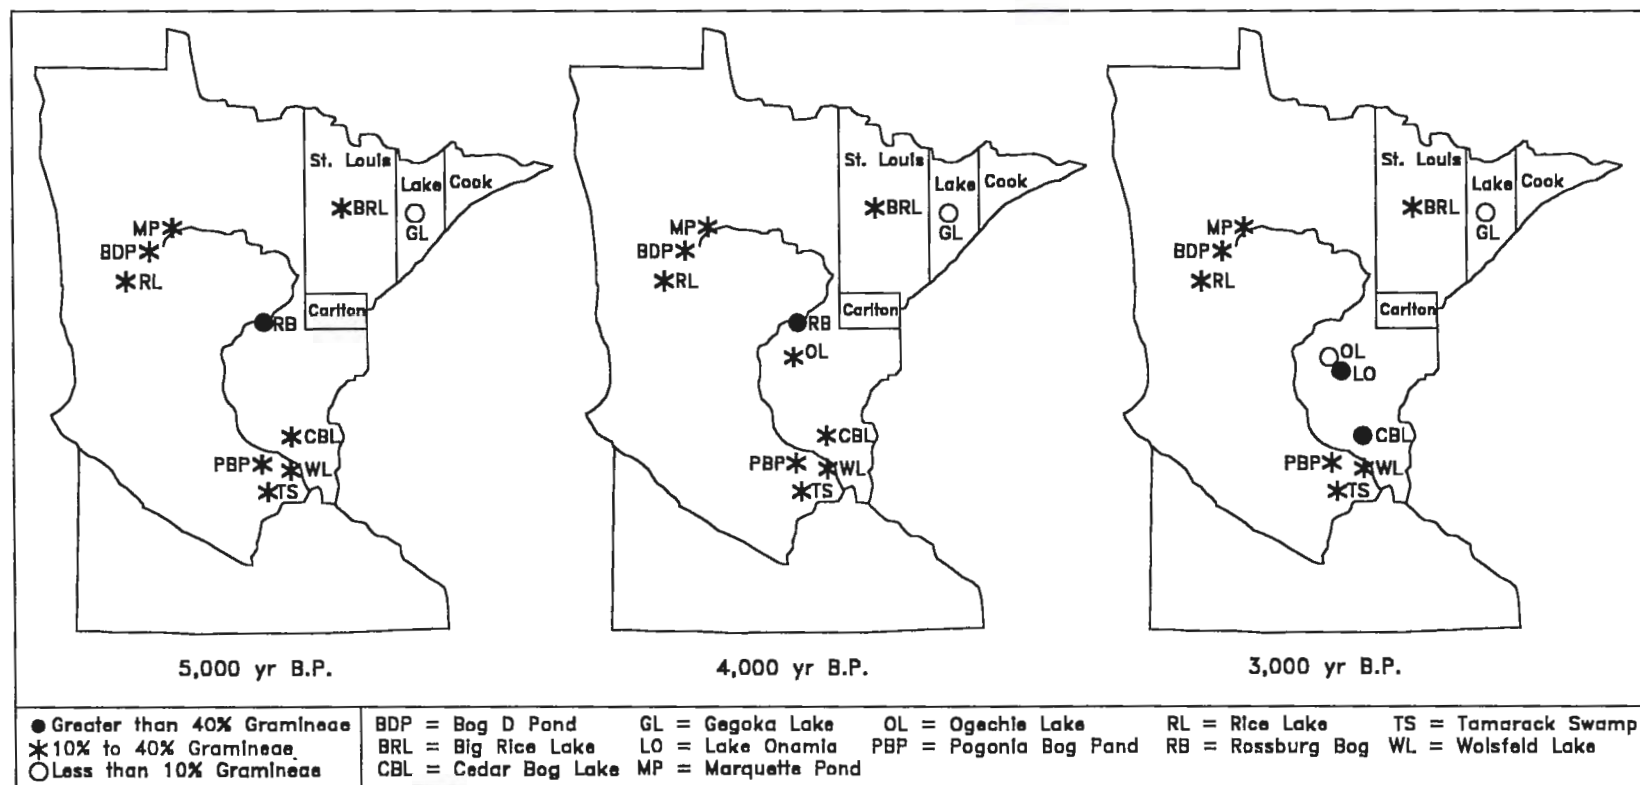 St. Louis
Lake
Cook
BRL
GL
MP
BDP
RL
Carlton
RB
CBL
PBP
WL
TS
5,000 yr B.P.
St. Louis
Lake
Cook
BRL
GL
MP
BDP
RL
Carlton
RB
OL
CBL
PBP
WL
TS
4,000 yr B.P.
St. Louis
Lake
Cook
BRL
GL
MP
BDP
RL
Carlton
OL
LO
CBL
PBP
WL
TS
3,000 yr B.P.
Greater than 40% Gramineae
10% to 40% Gramineae
Less than 10% Gramineae
BDP = Bog D Pond GL = Gegoka Lake OL = Ogechie Lake RL = Rice Lake TS = Tamarack Swamp
BRL = Big Rice Lake LO = Lake Onamia PBP = Pogonia Bog Pand RB = Rossburg Bog WL = Wolsfeld Lake
CBL = Cedar Bog Lake MP = Marquette Pond